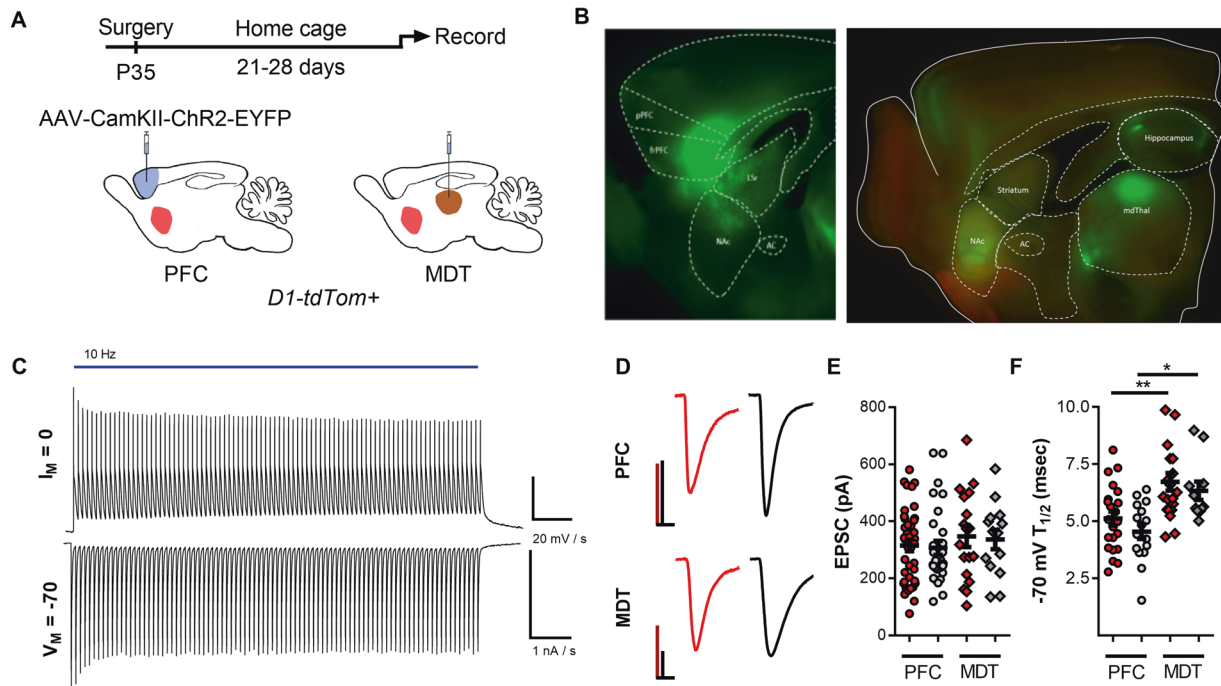 A
Surgery
Home cage
Record
P35
21-28 days
AAV-CamKII-ChR2-EYFP
PFC
MDT
D1-tdTom+
B
pPFC
frPFC
LSr
NAc
AC
Hippocampus
Striatum
mdThal
NAc
AC
C
10 Hz
I_M = 0
20 mV / s
V_M = -70
1 nA / s
D
PFC
MDT
E
EPSC (pA)
800
600
400
200
0
PFC
MDT
F
*
**
-70 mV T_1/2 (msec)
10.0
7.5
5.0
2.5
PFC
MDT